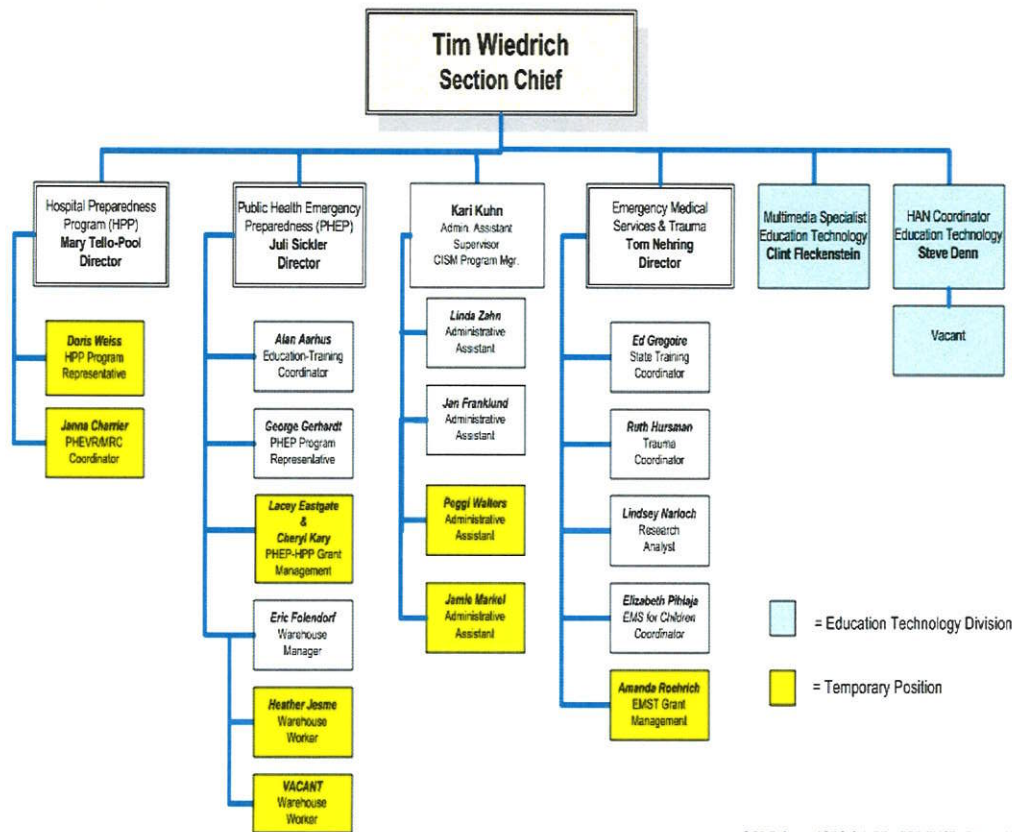 Tim Wiedrich
Section Chief
Hospital Preparedness
Program (HPP)
Mary Tello-Pool
Director
Doris Weiss
HPP Program
Representative
Janna Charrier
PHEVR/MRC
Coordinator
Public Health Emergency
Preparedness (PHEP)
Juli Sickler
Director
Alan Aarhus
Education-Training
Coordinator
George Gerhardt
PHEP Program
Representative
Lacey Eastgate
&
Cheryl Kary
PHEP-HPP Grant
Management
Eric Folendorf
Warehouse
Manager
Heather Jesme
Warehouse
Worker
VACANT
Warehouse
Worker
Kari Kuhn
Admin. Assistant
Supervisor
CISM Program Mgr.
Linda Zahn
Administrative
Assistant
Jan Franklund
Administrative
Assistant
Peggi Walters
Administrative
Assistant
Jamie Markel
Administrative
Assistant
Emergency Medical
Services & Trauma
Tom Nehring
Director
Ed Gregoire
State Training
Coordinator
Ruth Hursman
Trauma
Coordinator
Lindsey Narloch
Research
Analyst
Elizabeth Pihlaja
EMS for Children
Coordinator
Amanda Roehrich
EMST Grant
Management
Multimedia Specialist
Education Technology
Clint Fleckenstein
HAN Coordinator
Education Technology
Steve Denn
Vacant
= Education Technology Division
= Temporary Position